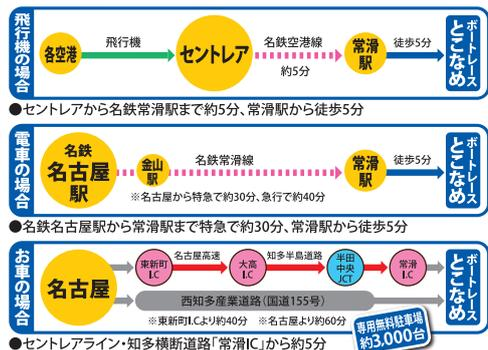 飛行機の場合
各空港
飛行機
セントレア
名鉄空港線
約5分
常滑
駅
徒歩5分
ボートレース
とこなめ
●セントレアから名鉄常滑駅まで約5分、常滑駅から徒歩5分
電車の場合
名鉄
名古屋
駅
金山
駅
名鉄常滑線
※名古屋から特急で約30分、急行で約40分
常滑
駅
徒歩5分
ボートレース
とこなめ
●名鉄名古屋駅から常滑駅まで特急で約30分、常滑駅から徒歩5分
お車の場合
名古屋
東新町
I.C
名古屋高速
大高
I.C
知多半島道路
半田
中央
JCT
常滑
I.C
西知多産業道路(国道155号)
※東新町I.Cより約40分 ※名古屋より約60分
ボートレース
とこなめ
専用無料駐車場
約3,000台
●セントレアライン・知多横断道路「常滑IC」から約5分